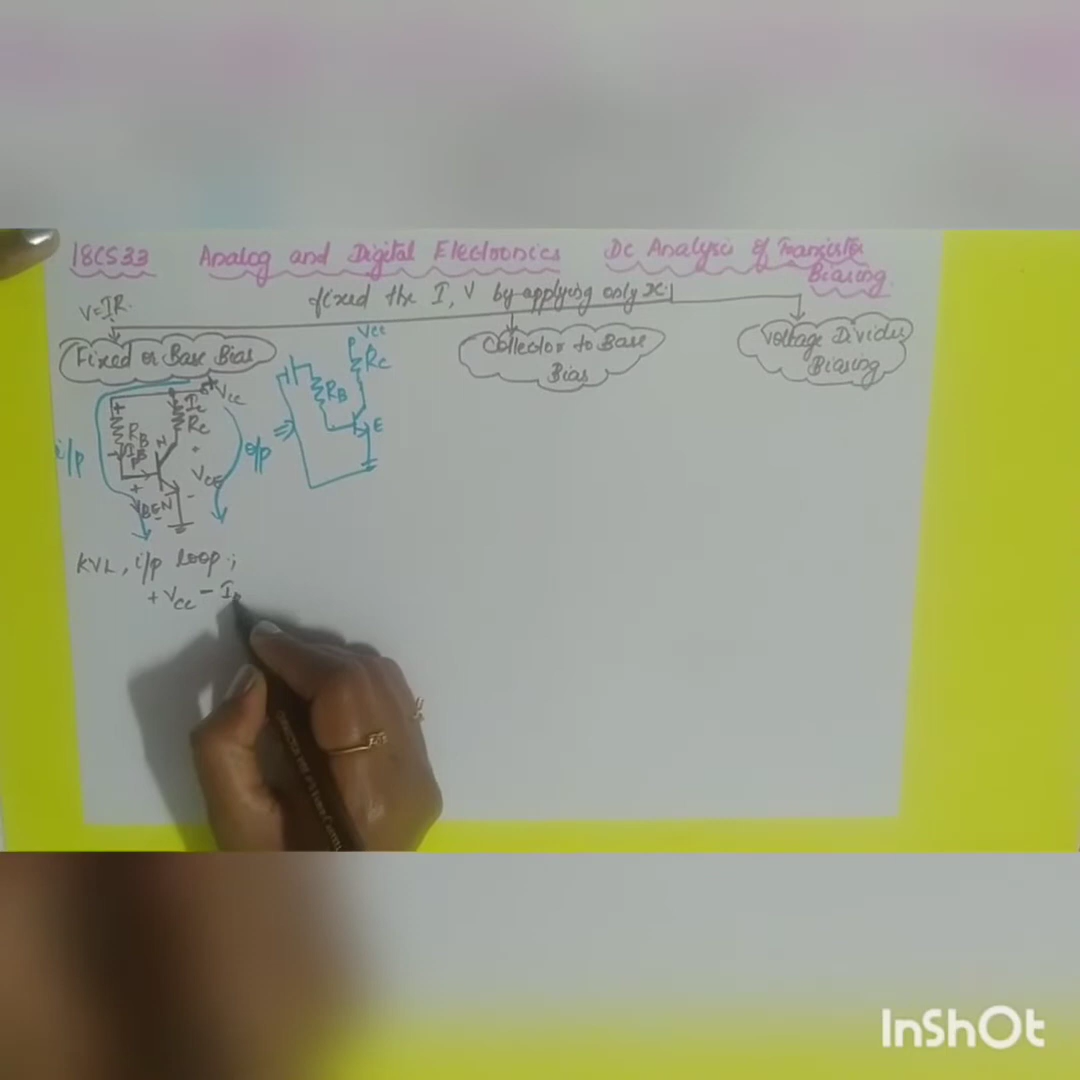 18CS33 Analog and Digital Electronics DC Analysis of Transistor
Biasing
fixed the I, V by applying only
V=IR.
Fixed or Base Bias
Collector to Base
Bias
Voltage Divider
Biasing
Vcc
Ic
Rc
+
RB
IB
N
P
N
+
VBE
+
VCE
-
i/p
o/p
Vcc
Rc
RB
E
KVL, i/p loop;
+ Vcc - I
InShOt